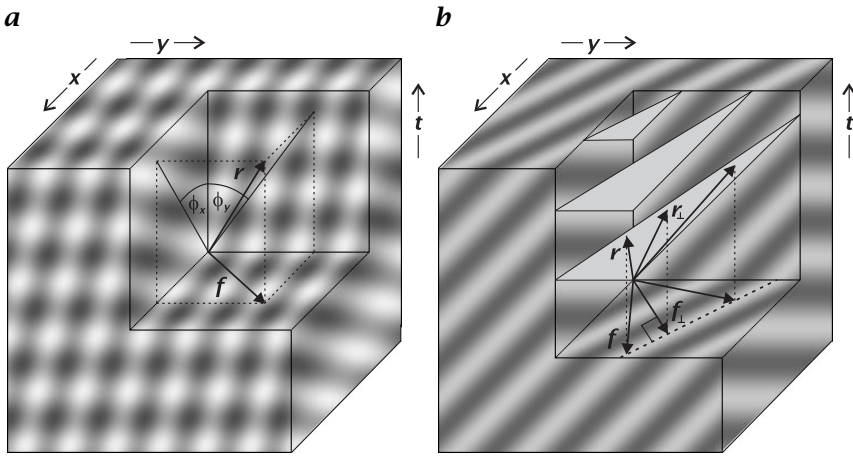 a
b
— y →
← x —
t
r
ϕx
ϕy
f
— y →
← x —
t
r⊥
r
f⊥
f